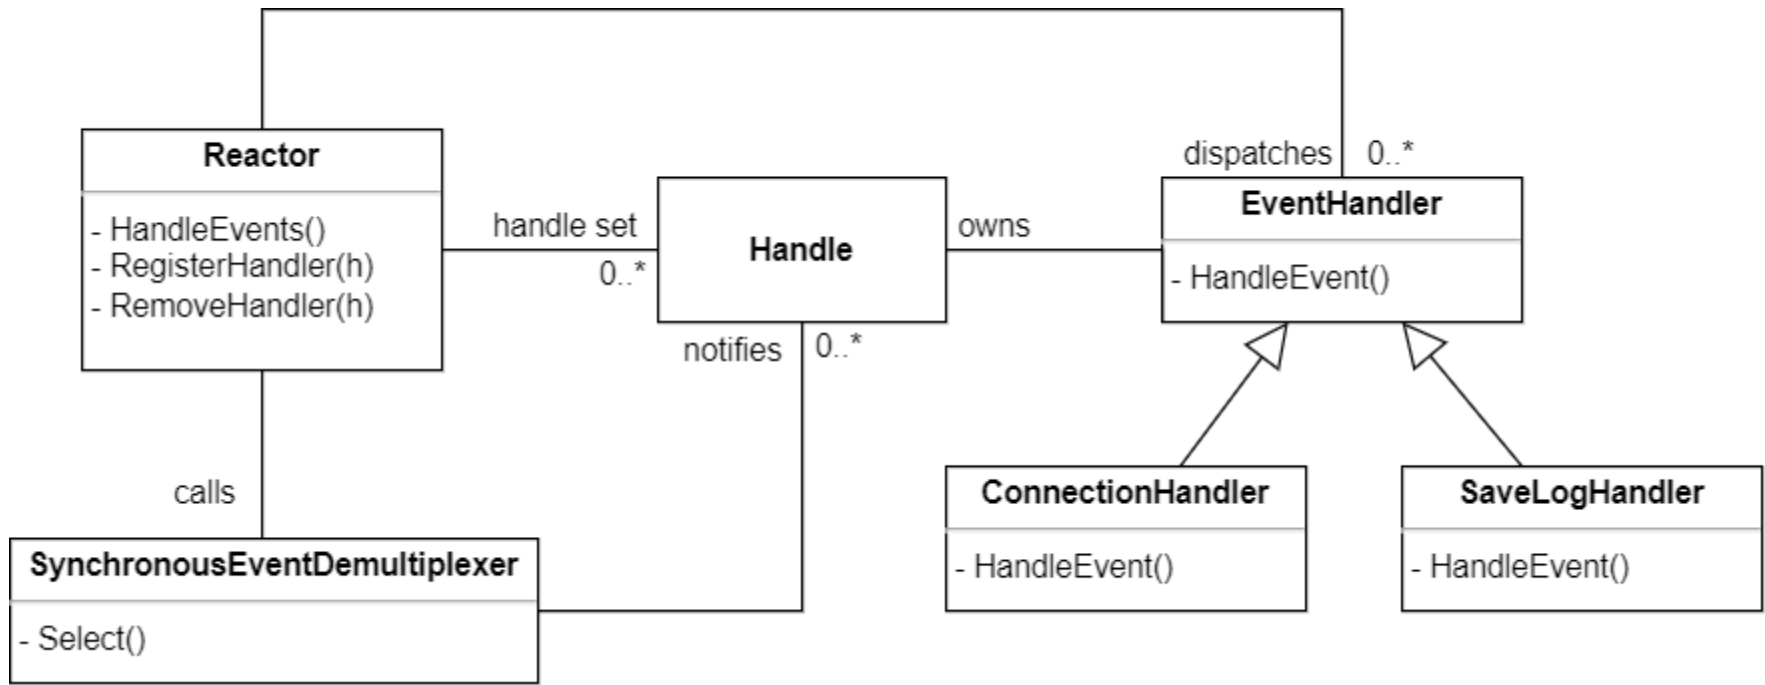 dispatches 0..*
Reactor
- HandleEvents()
- RegisterHandler(h)
- RemoveHandler(h)
handle set
0..*
Handle
owns
EventHandler
- HandleEvent()
notifies 0..*
calls
SynchronousEventDemultiplexer
- Select()
ConnectionHandler
- HandleEvent()
SaveLogHandler
- HandleEvent()